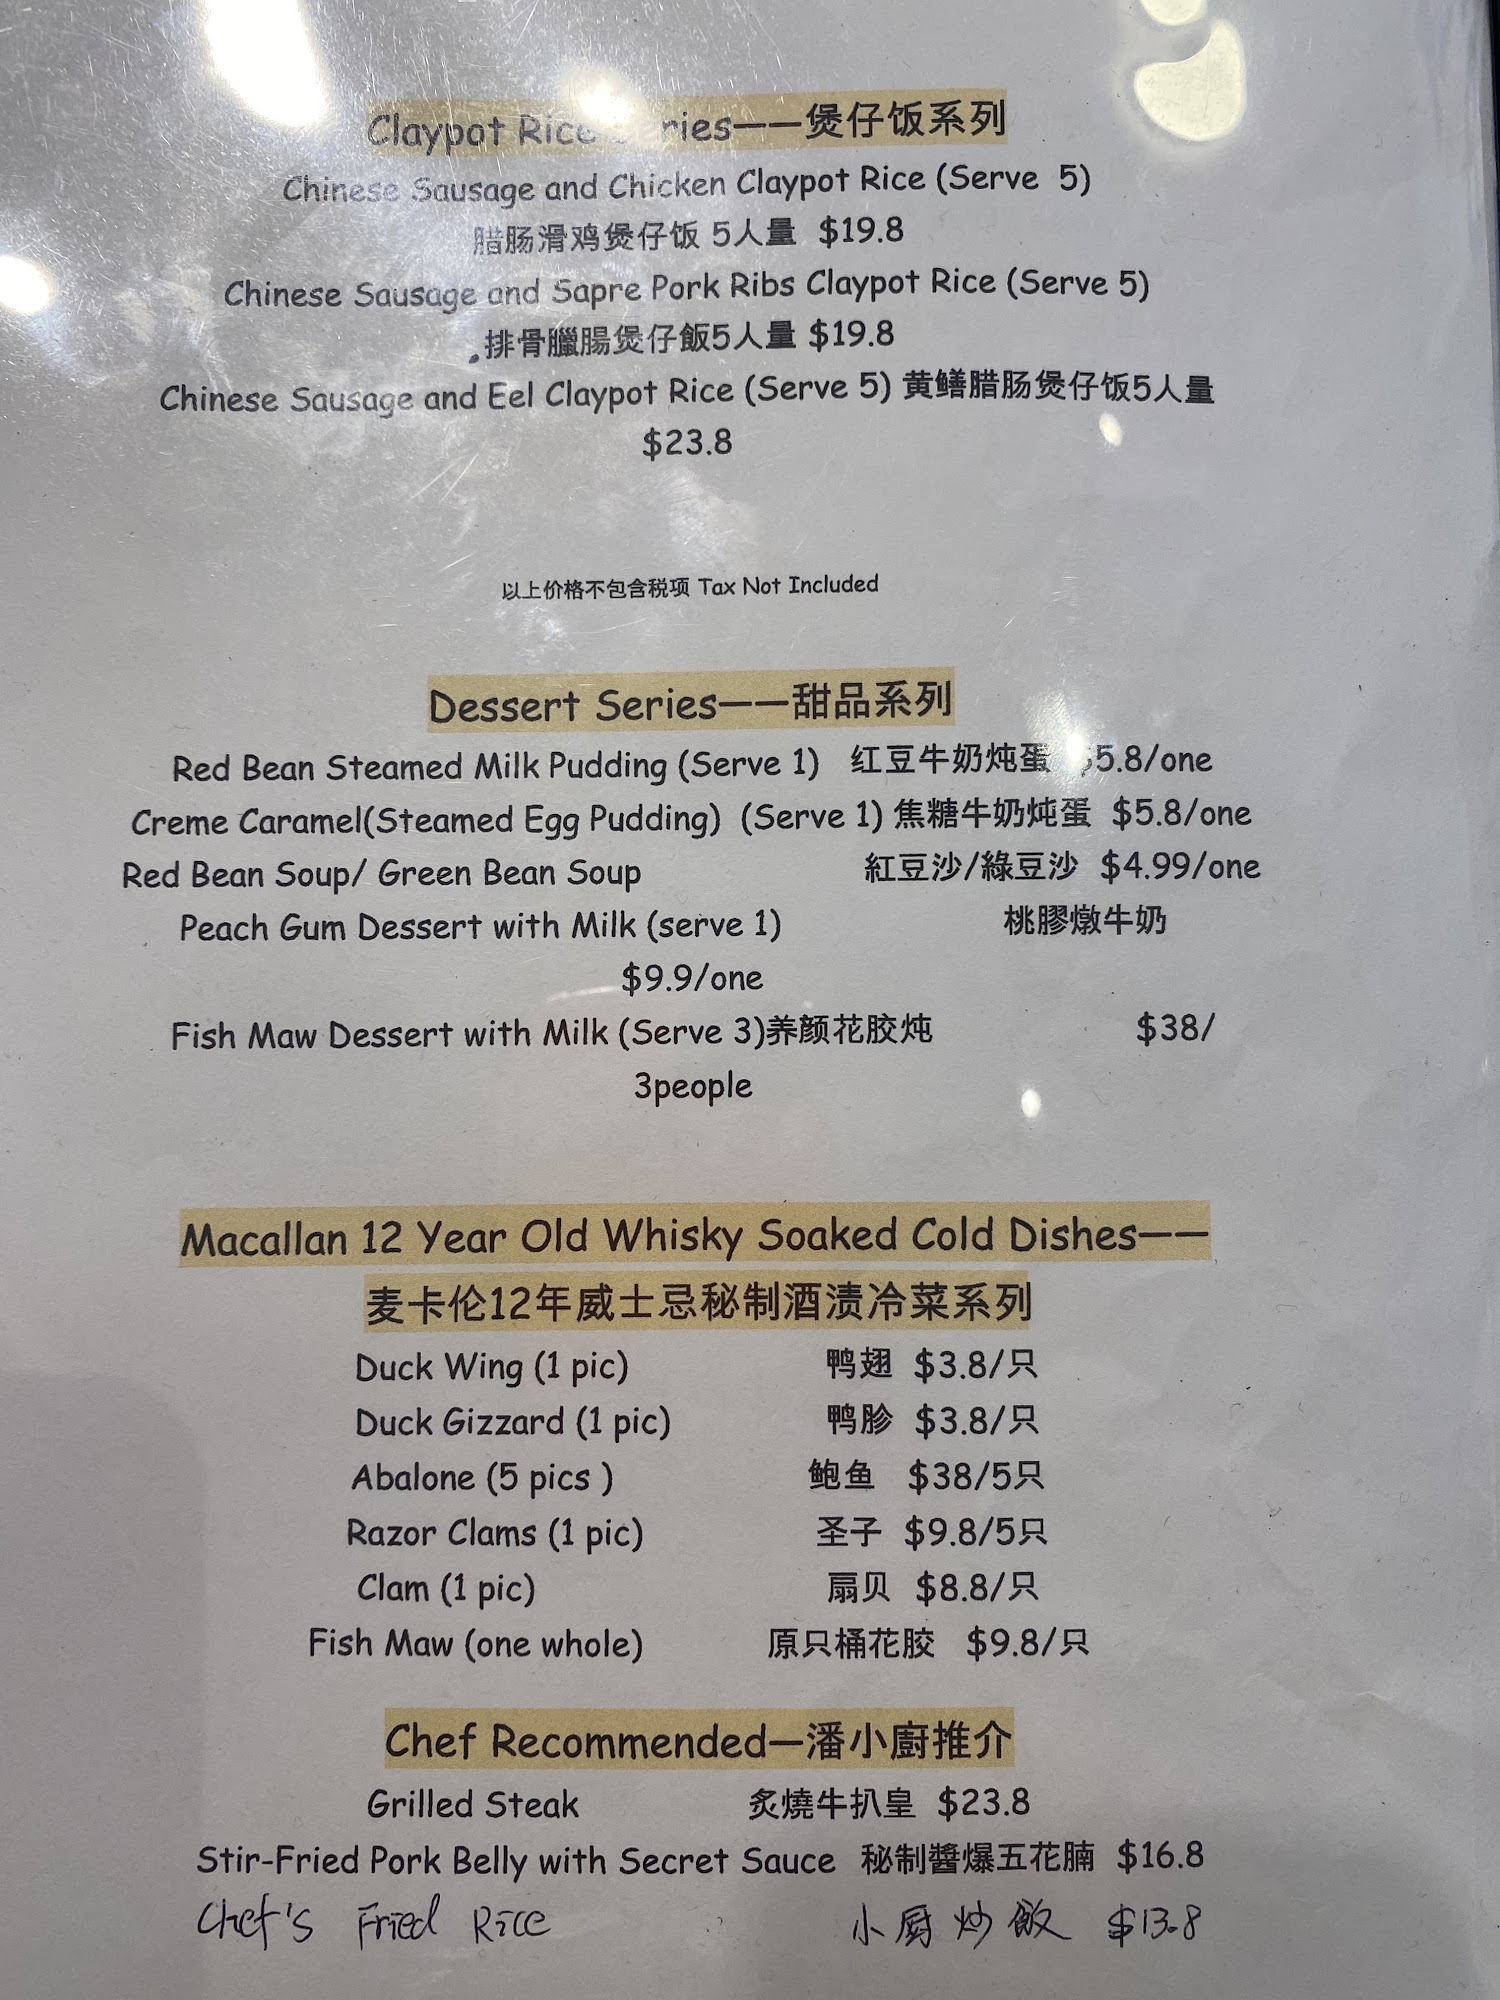 Claypot Rice Series——煲仔饭系列
Chinese Sausage and Chicken Claypot Rice (Serve 5)
腊肠滑鸡煲仔饭 5人量 $19.8
Chinese Sausage and Sapre Pork Ribs Claypot Rice (Serve 5)
排骨臘腸煲仔飯5人量 $19.8
Chinese Sausage and Eel Claypot Rice (Serve 5) 黄鳝腊肠煲仔饭5人量
$23.8
以上价格不包含税项 Tax Not Included
Dessert Series——甜品系列
Red Bean Steamed Milk Pudding (Serve 1) 红豆牛奶炖蛋 $5.8/one
Creme Caramel(Steamed Egg Pudding) (Serve 1) 焦糖牛奶炖蛋 $5.8/one
Red Bean Soup/ Green Bean Soup 紅豆沙/綠豆沙 $4.99/one
Peach Gum Dessert with Milk (serve 1) 桃膠燉牛奶
$9.9/one
Fish Maw Dessert with Milk (Serve 3)养颜花胶炖 $38/
3people
Macallan 12 Year Old Whisky Soaked Cold Dishes——
麦卡伦12年威士忌秘制酒渍冷菜系列
Duck Wing (1 pic) 鸭翅 $3.8/只
Duck Gizzard (1 pic) 鸭胗 $3.8/只
Abalone (5 pics ) 鲍鱼 $38/5只
Razor Clams (1 pic) 圣子 $9.8/5只
Clam (1 pic) 扇贝 $8.8/只
Fish Maw (one whole) 原只桶花胶 $9.8/只
Chef Recommended—潘小廚推介
Grilled Steak 炙燒牛扒皇 $23.8
Stir-Fried Pork Belly with Secret Sauce 秘制醬爆五花腩 $16.8
Chef's Fried Rice 小厨炒飯 $13.8